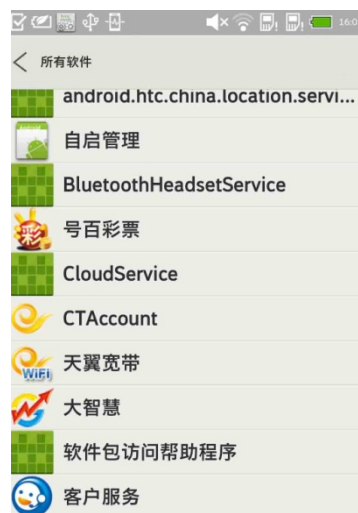 16:0
所有软件
android.htc.china.location.servi...
自启管理
BluetoothHeadsetService
号百彩票
CloudService
CTAccount
天翼宽带
大智慧
软件包访问帮助程序
客户服务